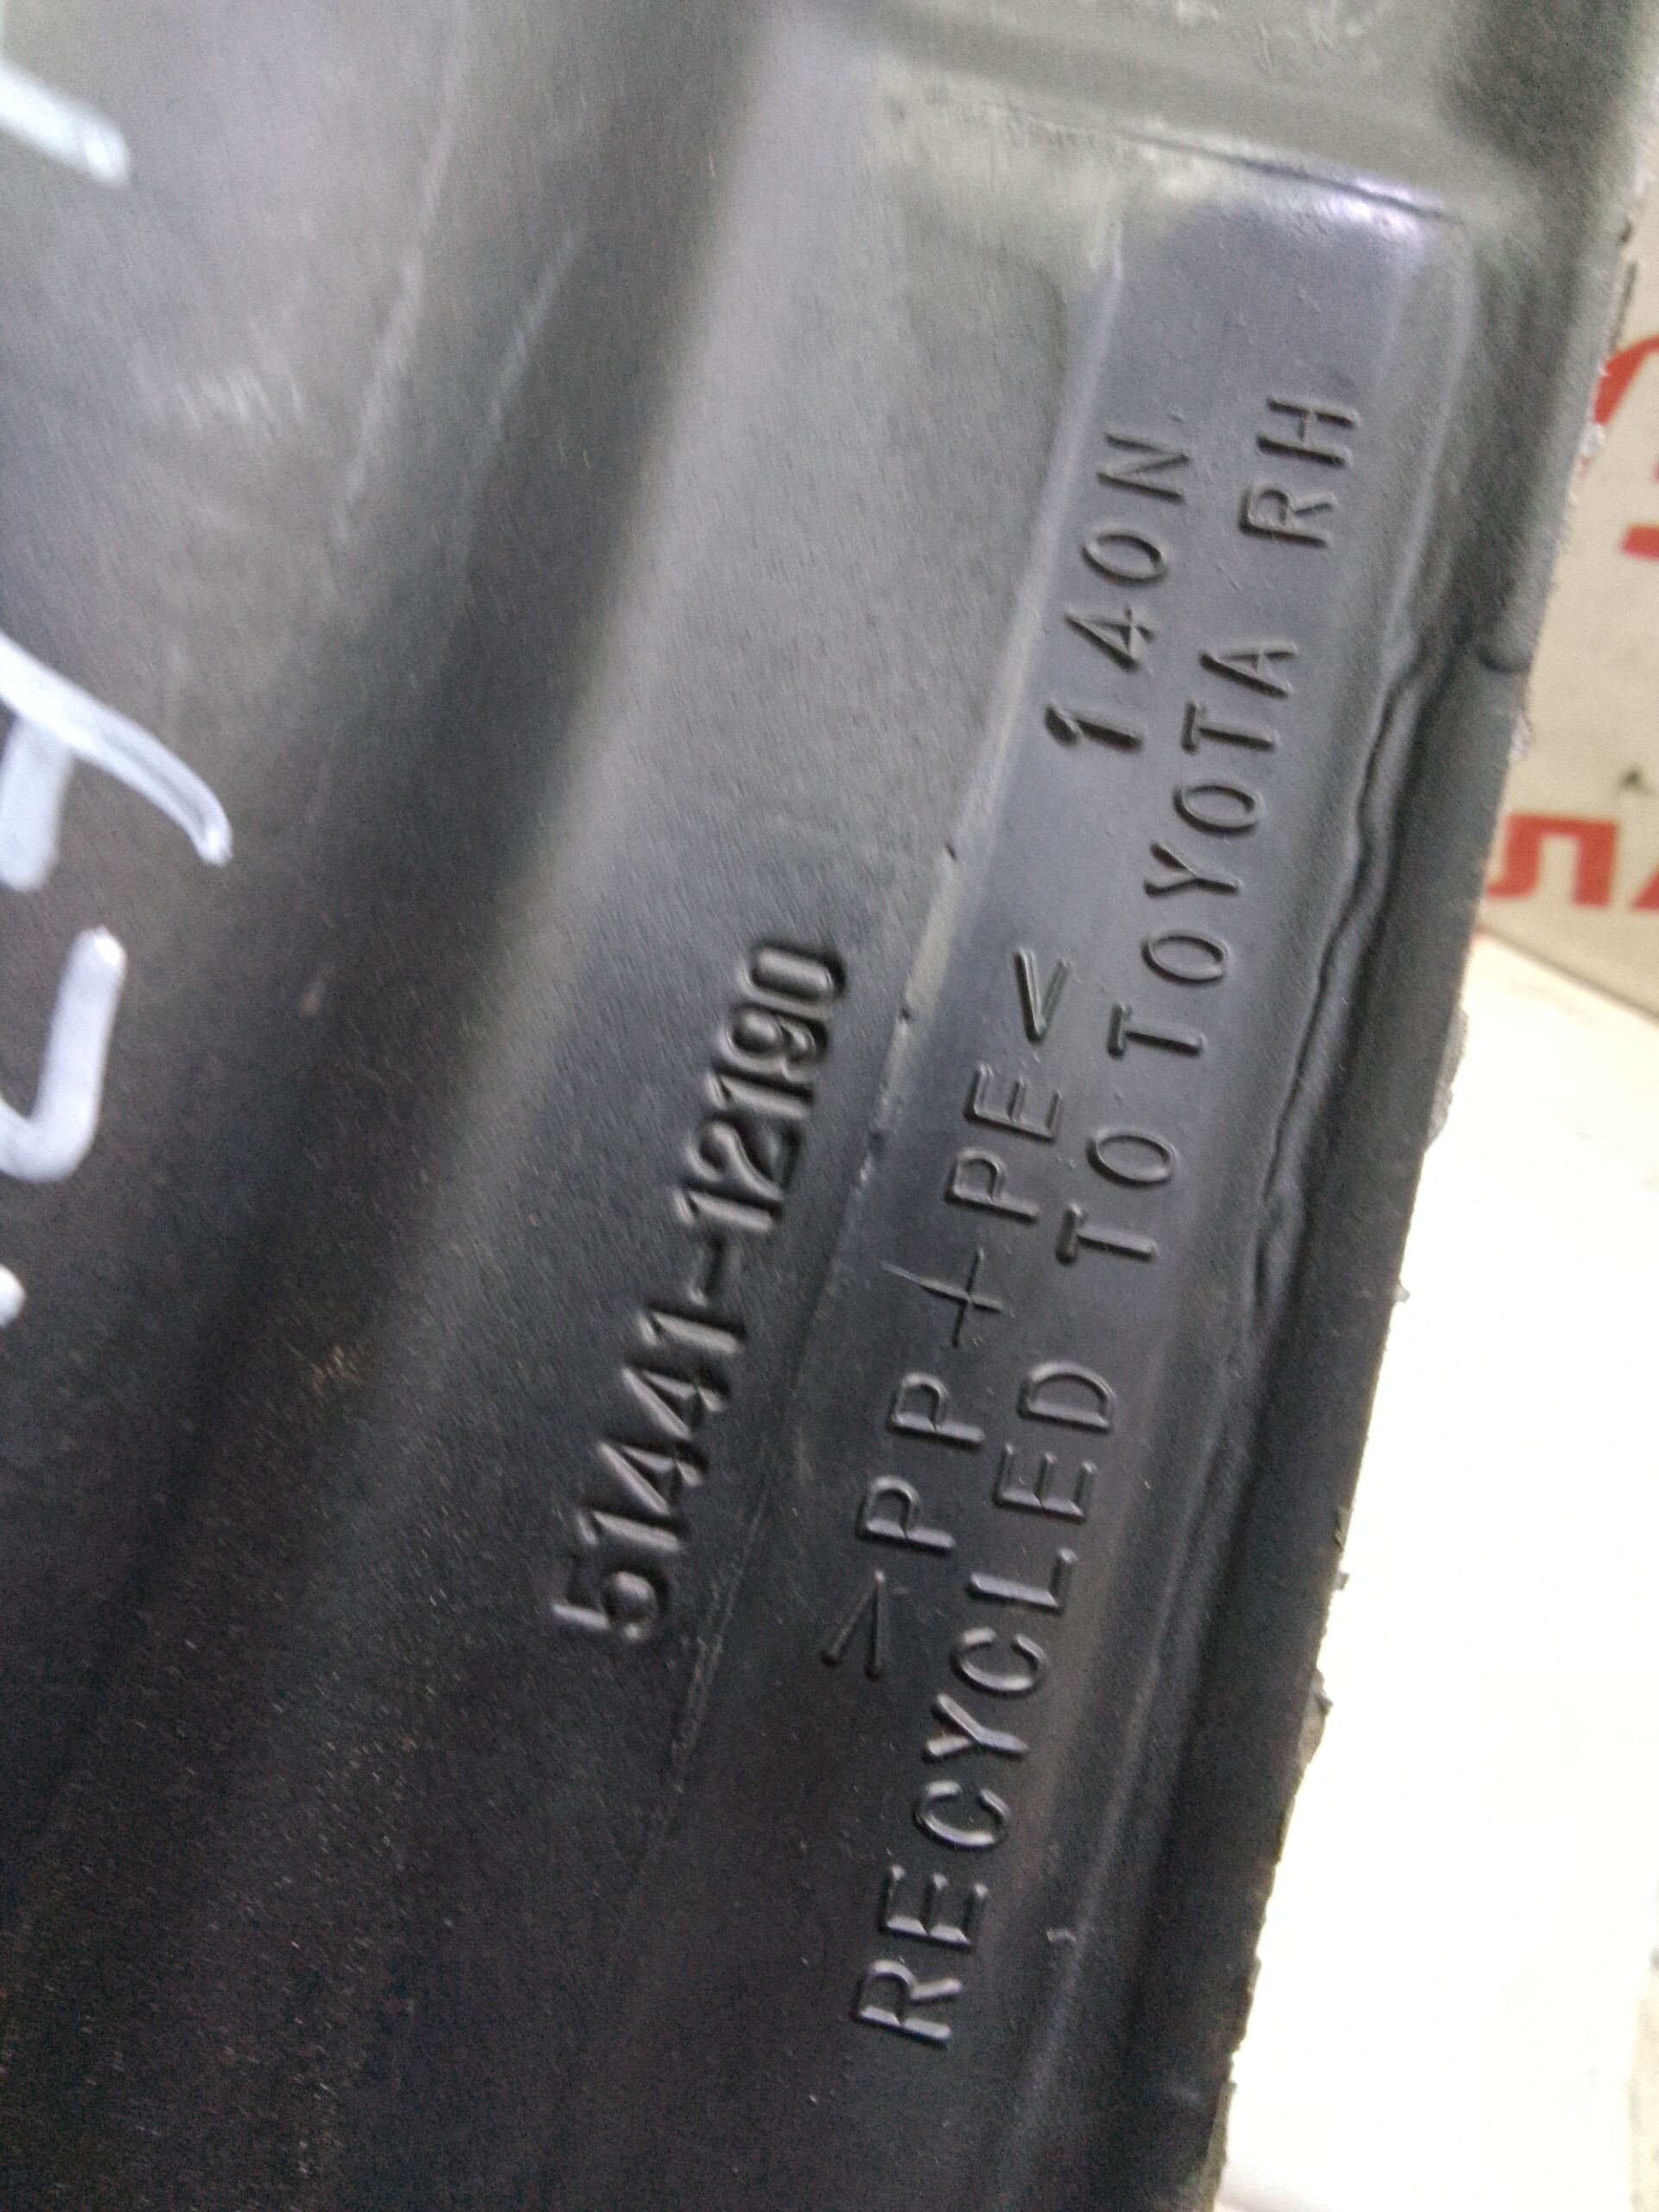 51441-12190
>PP+PE< 140N
RECYCLED TO TOYOTA RH